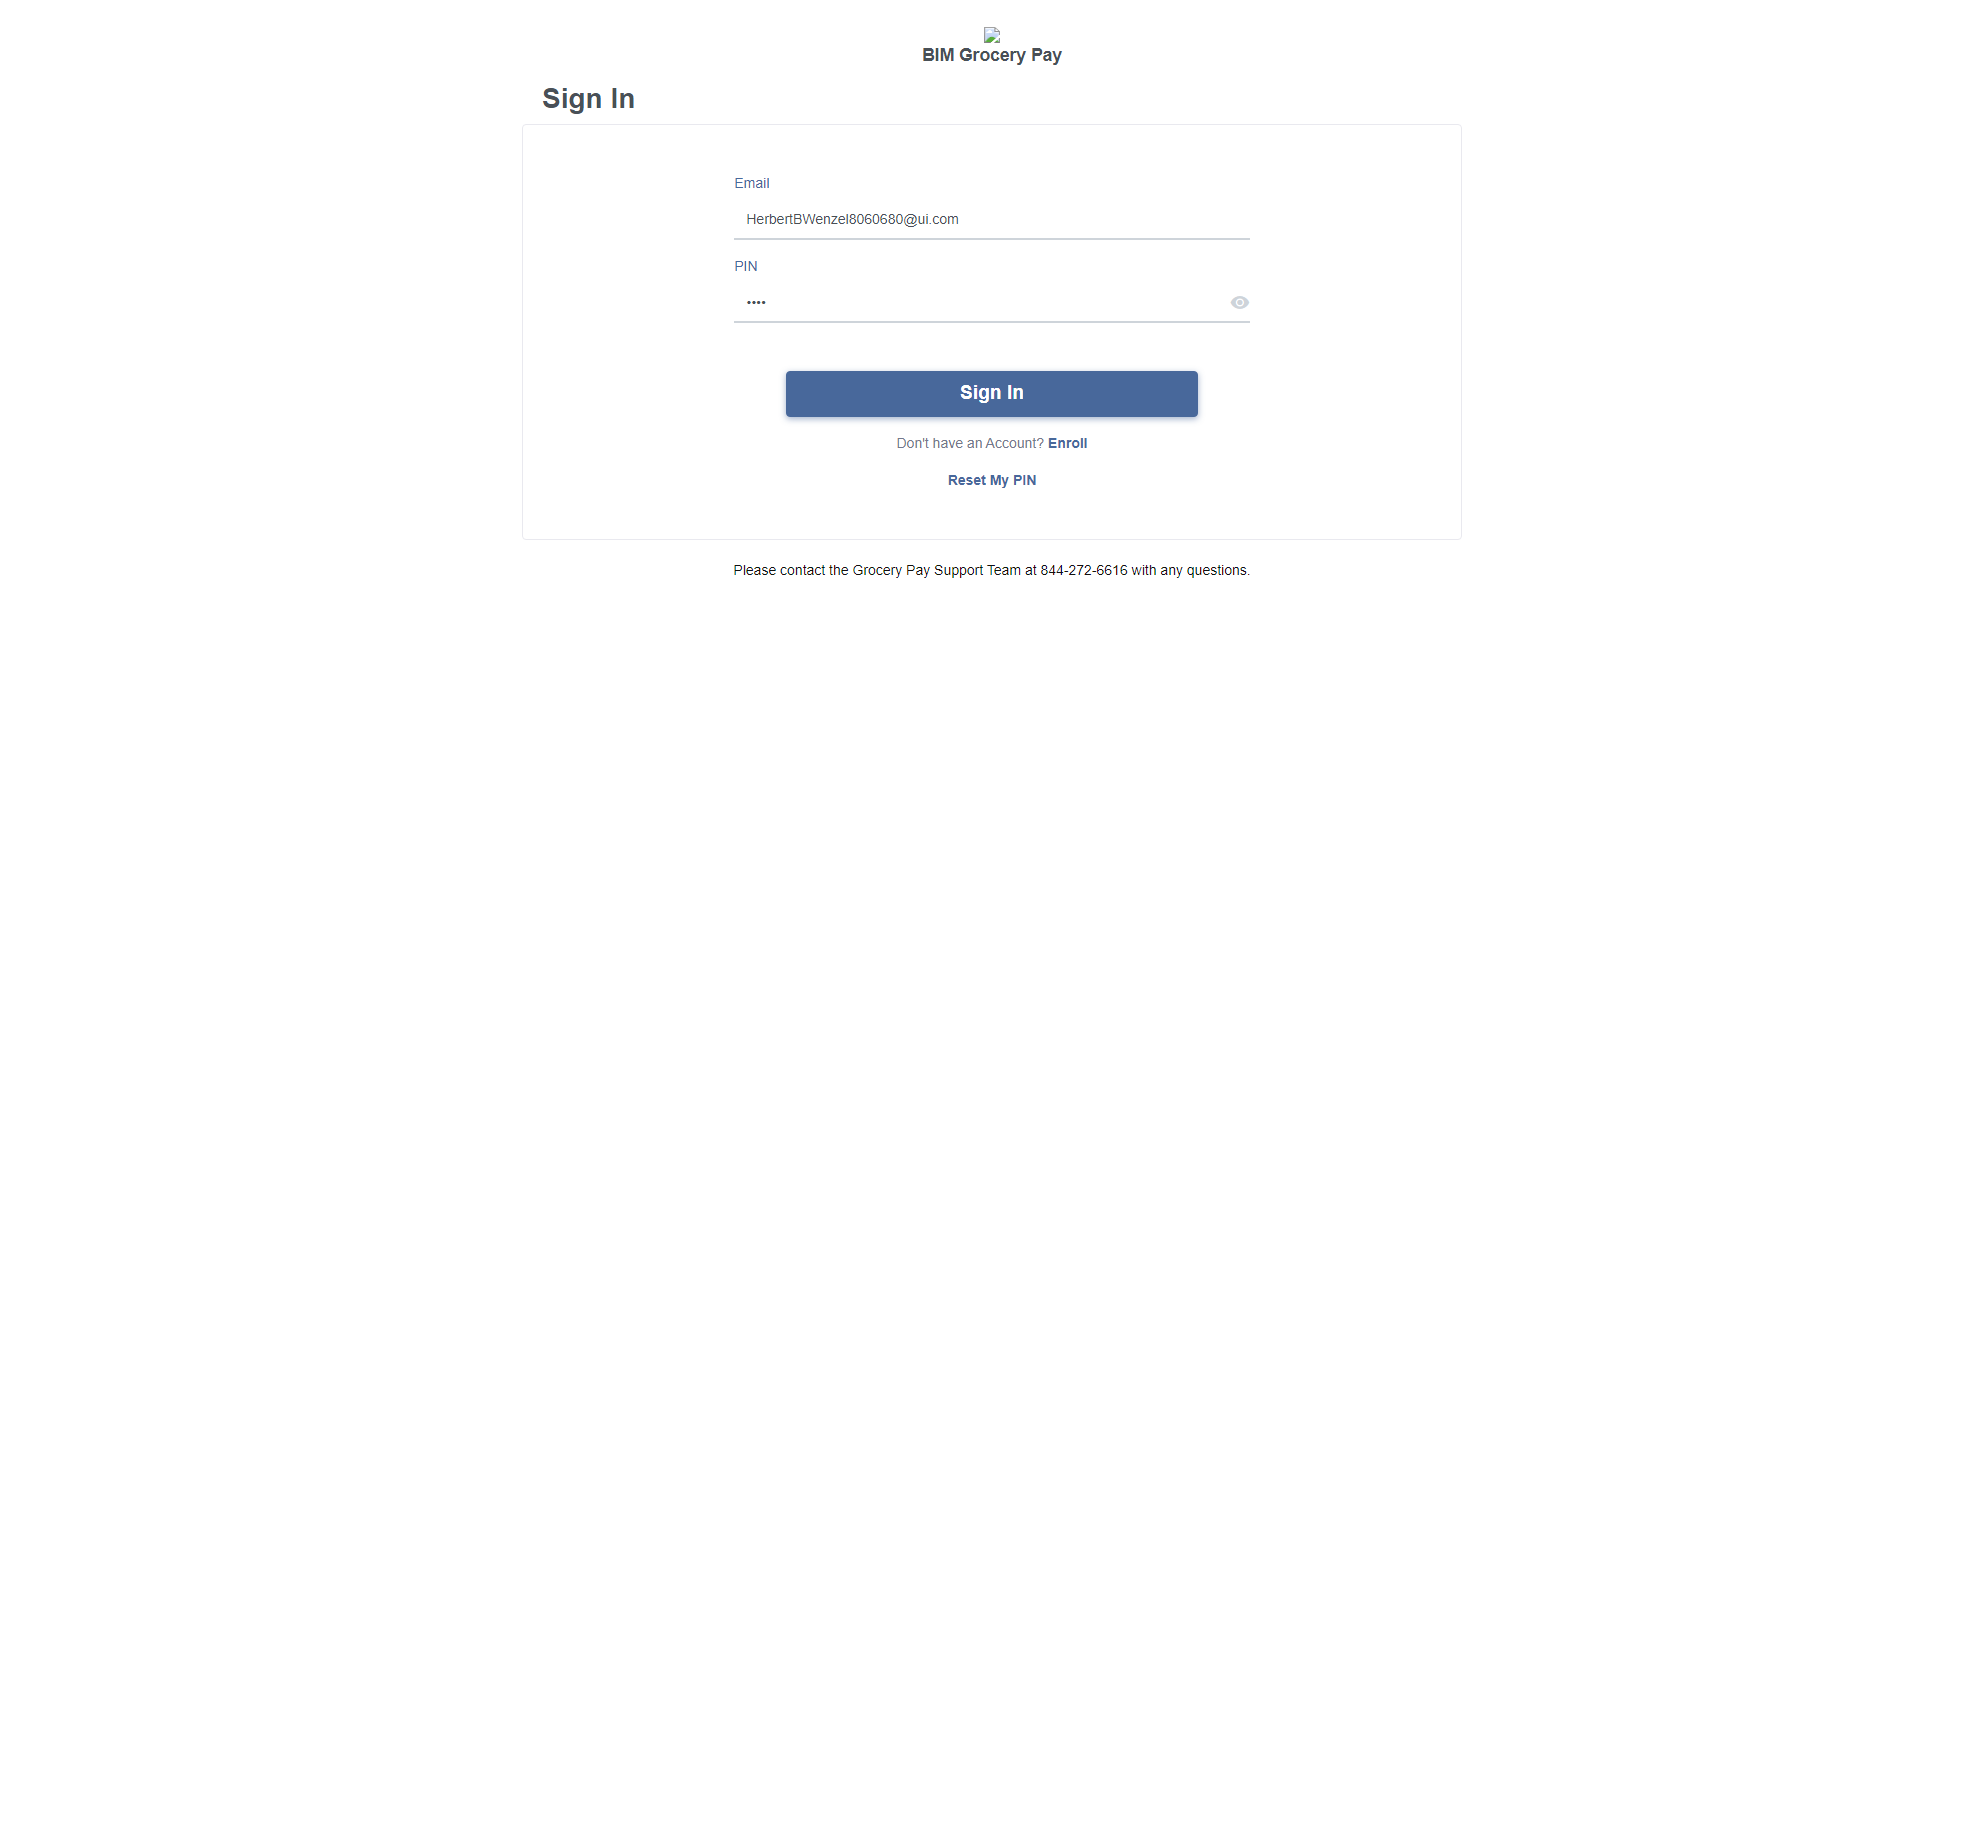 BIM Grocery Pay
Sign In
Email
HerbertBWenzel8060680@ui.com
PIN
••••
Sign In
Don't have an Account? Enroll
Reset My PIN
Please contact the Grocery Pay Support Team at 844-272-6616 with any questions.